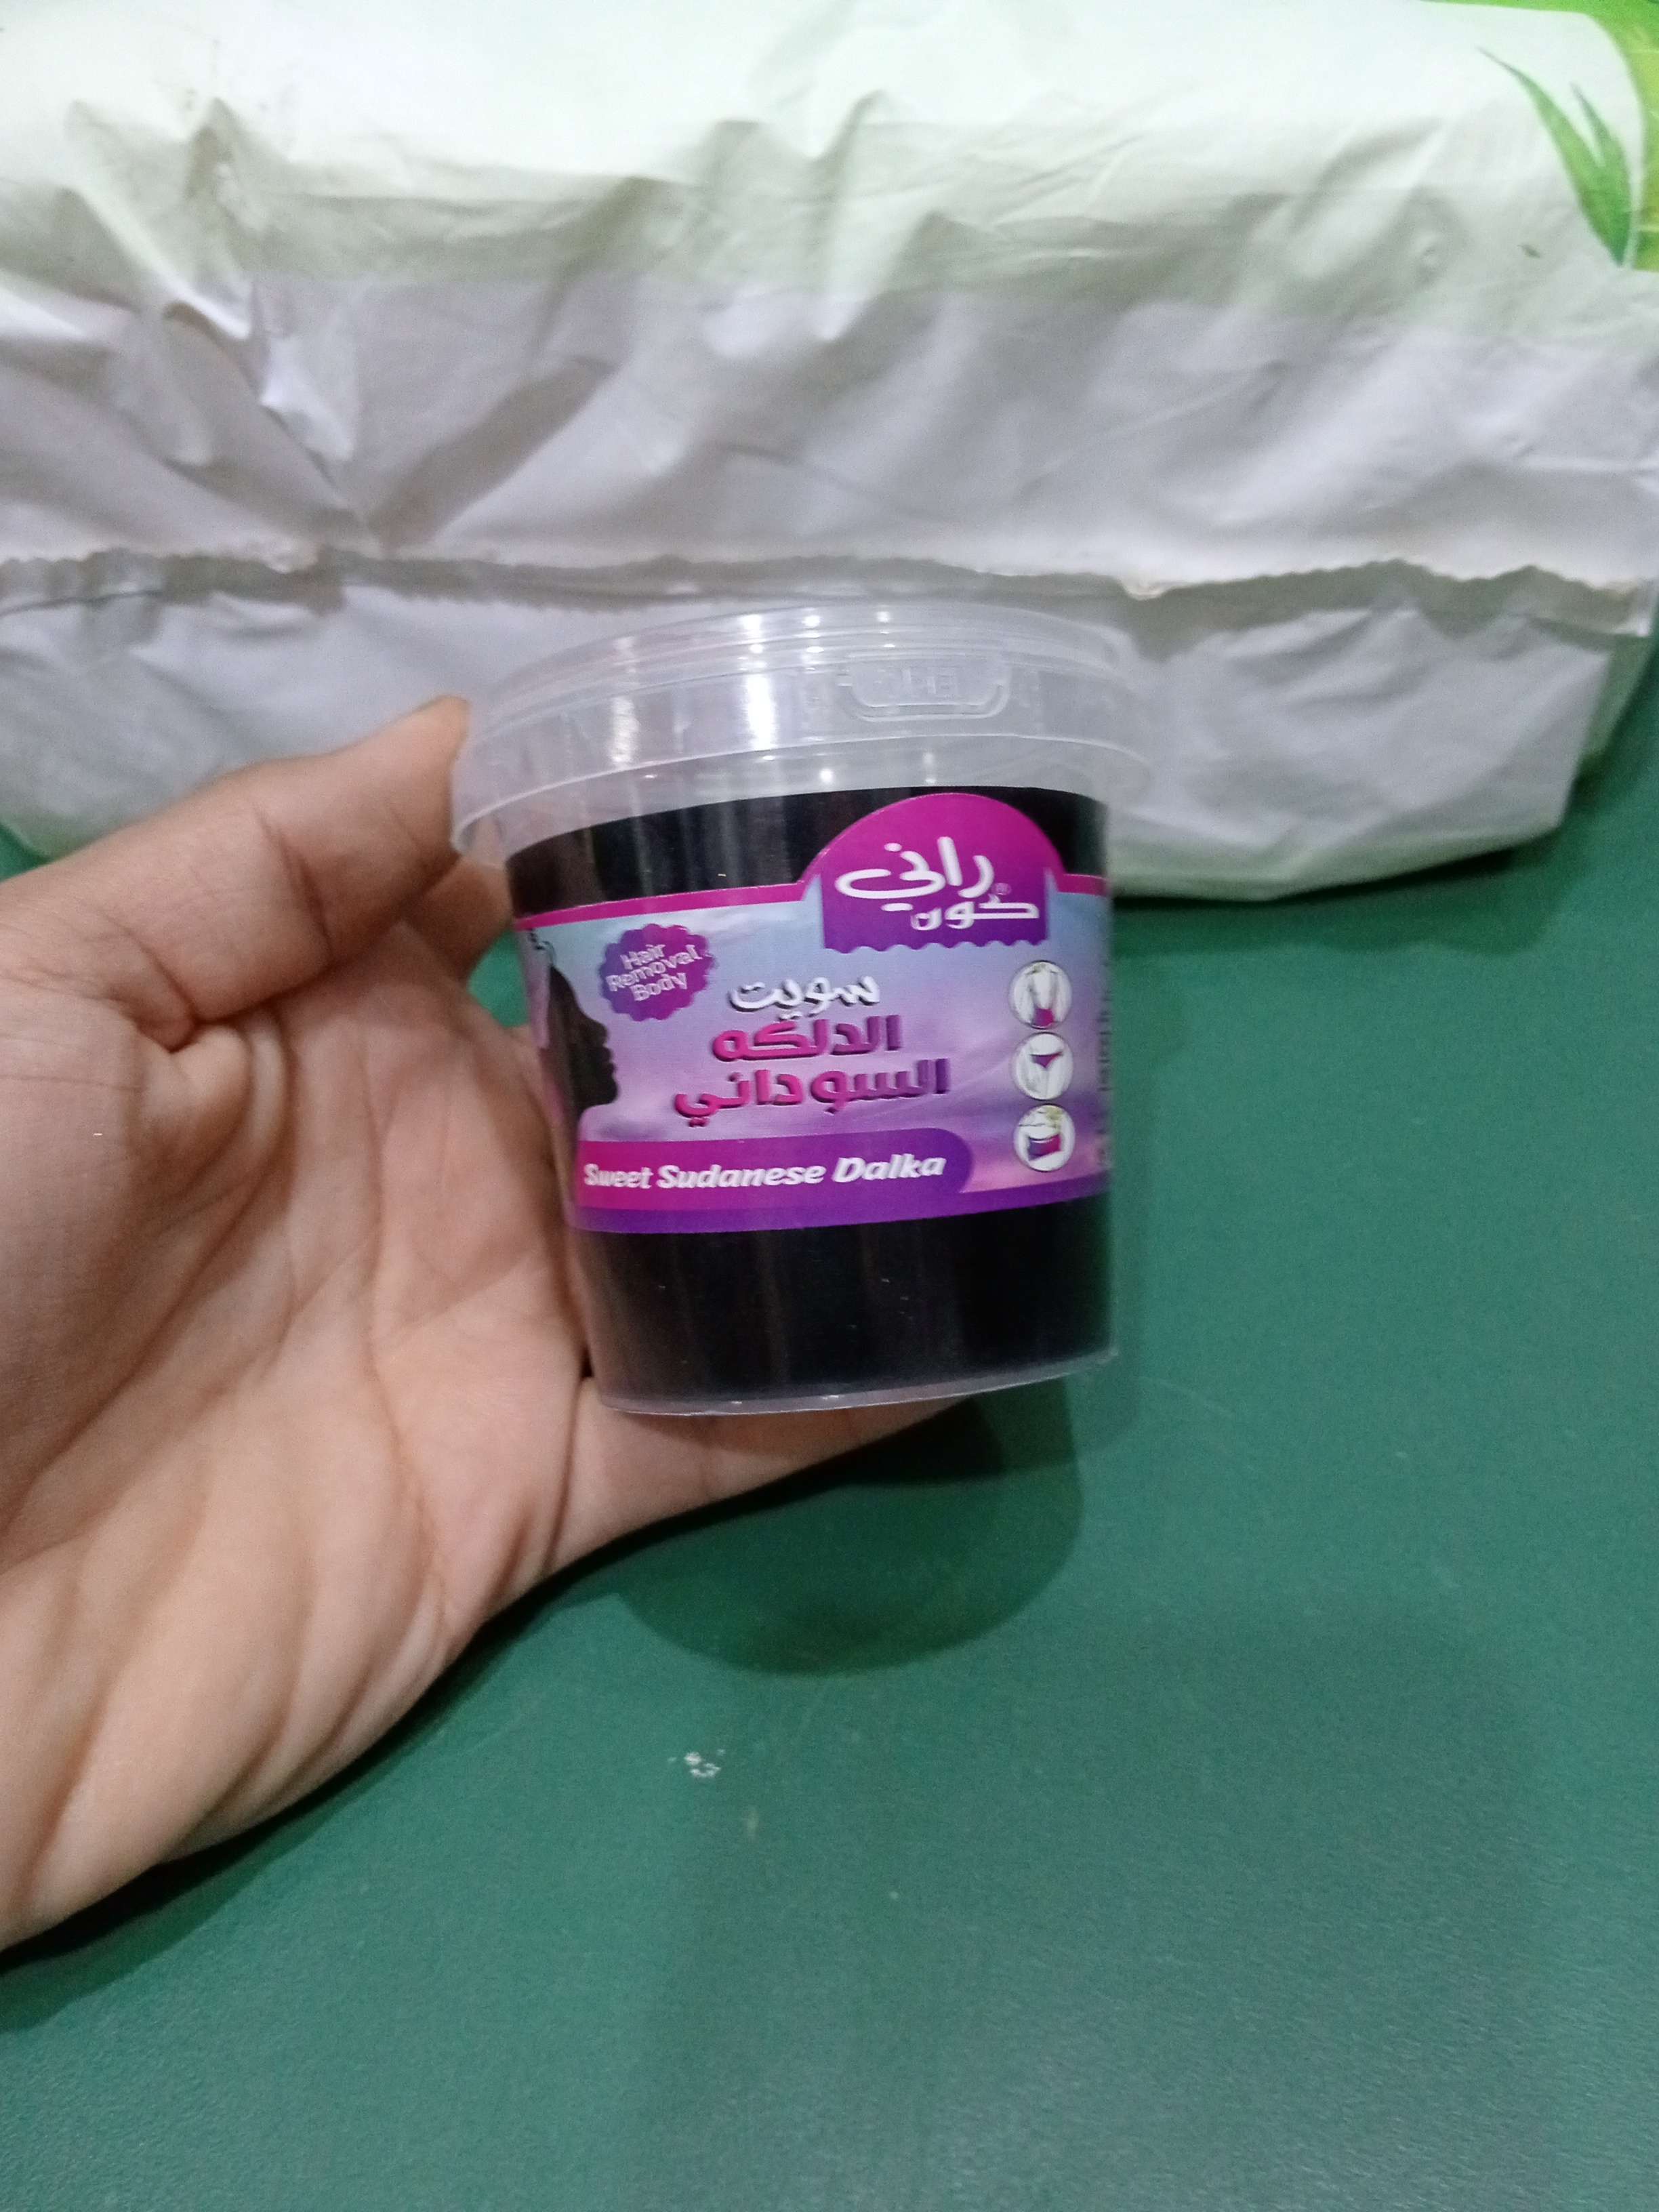 راني
كون
Hair
Removal
Body
سويت
الدلكه
السوداني
Sweet Sudanese Dalka